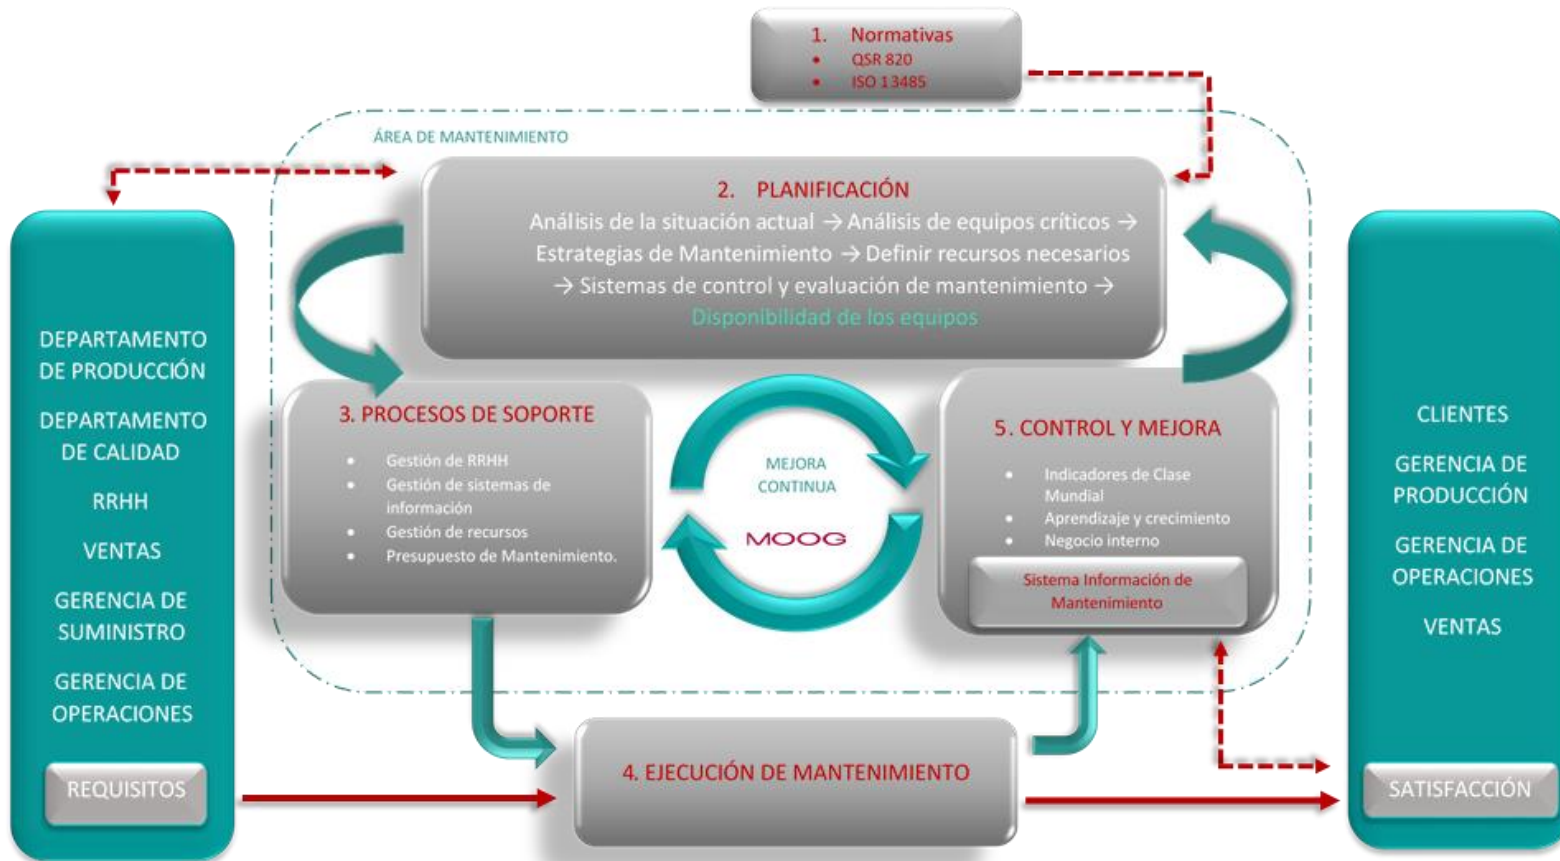 1. Normativas
• QSR 820
• ISO 13485
ÁREA DE MANTENIMIENTO
2. PLANIFICACIÓN
Análisis de la situación actual → Análisis de equipos críticos →
Estrategias de Mantenimiento → Definir recursos necesarios
→ Sistemas de control y evaluación de mantenimiento →
Disponibilidad de los equipos
DEPARTAMENTO
DE PRODUCCIÓN
DEPARTAMENTO
DE CALIDAD
RRHH
VENTAS
GERENCIA DE
SUMINISTRO
GERENCIA DE
OPERACIONES
REQUISITOS
3. PROCESOS DE SOPORTE
• Gestión de RRHH
• Gestión de sistemas de
información
• Gestión de recursos
• Presupuesto de Mantenimiento.
MEJORA
CONTINUA
MOOG
5. CONTROL Y MEJORA
• Indicadores de Clase
Mundial
• Aprendizaje y crecimiento
• Negocio interno
Sistema Información de
Mantenimiento
4. EJECUCIÓN DE MANTENIMIENTO
CLIENTES
GERENCIA DE
PRODUCCIÓN
GERENCIA DE
OPERACIONES
VENTAS
SATISFACCIÓN